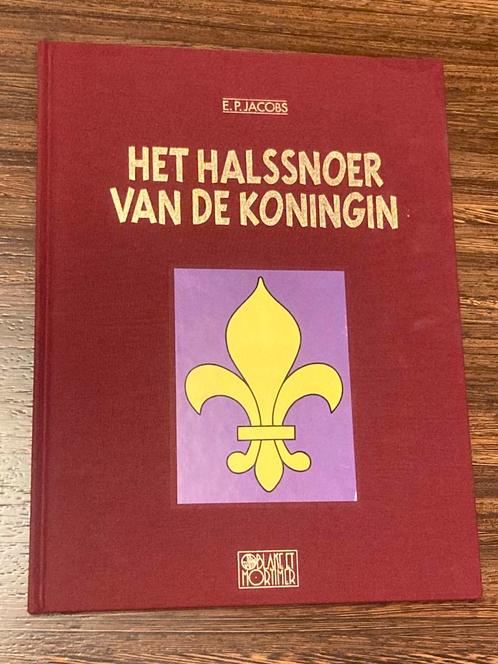 E.P. JACOBS
HET HALSSNOER
VAN DE KONINGIN
BLAKE ET
MORTIMER